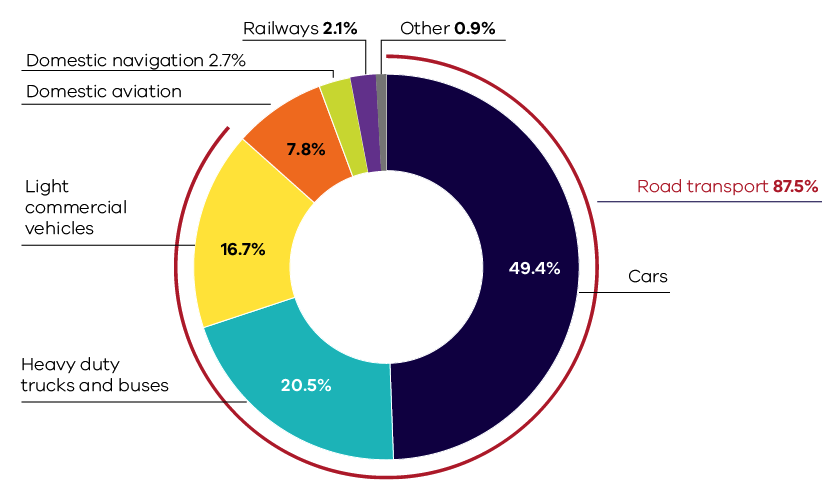 Railways 2.1%
Other 0.9%
Domestic navigation 2.7%
Domestic aviation
7.8%
Light
commercial
vehicles
Road transport 87.5%
16.7%
49.4%
Cars
Heavy duty
trucks and buses
20.5%